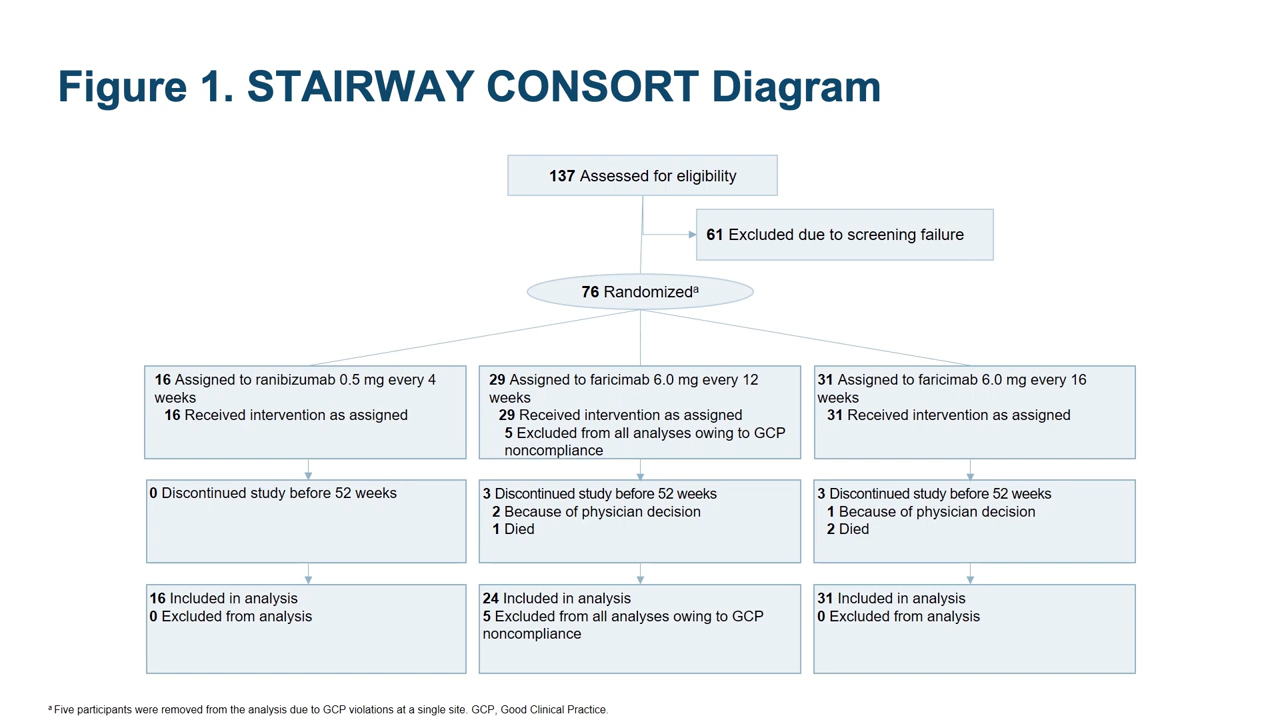 Figure 1. STAIRWAY CONSORT Diagram
137 Assessed for eligibility
61 Excluded due to screening failure
76 Randomizedᵃ
16 Assigned to ranibizumab 0.5 mg every 4
weeks
16 Received intervention as assigned
29 Assigned to faricimab 6.0 mg every 12
weeks
29 Received intervention as assigned
5 Excluded from all analyses owing to GCP
noncompliance
31 Assigned to faricimab 6.0 mg every 16
weeks
31 Received intervention as assigned
0 Discontinued study before 52 weeks
3 Discontinued study before 52 weeks
2 Because of physician decision
1 Died
3 Discontinued study before 52 weeks
1 Because of physician decision
2 Died
16 Included in analysis
0 Excluded from analysis
24 Included in analysis
5 Excluded from all analyses owing to GCP
noncompliance
31 Included in analysis
0 Excluded from analysis
ᵃ Five participants were removed from the analysis due to GCP violations at a single site. GCP, Good Clinical Practice.